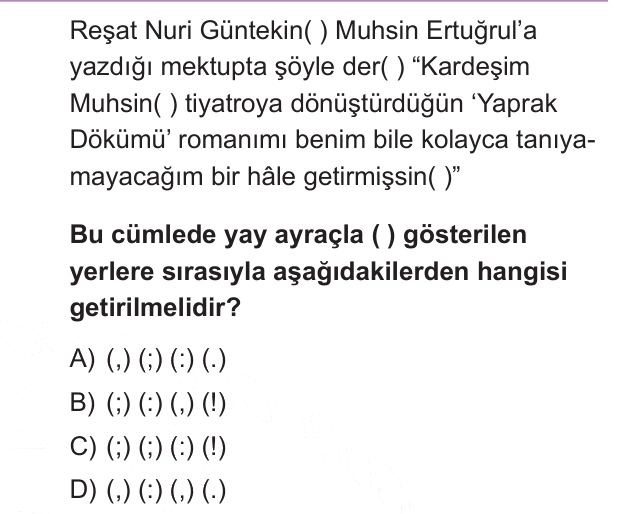 Reşat Nuri Güntekin( ) Muhsin Ertuğrul’a
yazdığı mektupta şöyle der( ) “Kardeşim
Muhsin( ) tiyatroya dönüştürdüğün ‘Yaprak
Dökümü’ romanımı benim bile kolayca tanıya-
mayacağım bir hâle getirmişsin( )”
Bu cümlede yay ayraçla ( ) gösterilen
yerlere sırasıyla aşağıdakilerden hangisi
getirilmelidir?
A) (,) (;) (:) (.)
B) (;) (:) (,) (!)
C) (;) (;) (:) (!)
D) (,) (:) (,) (.)